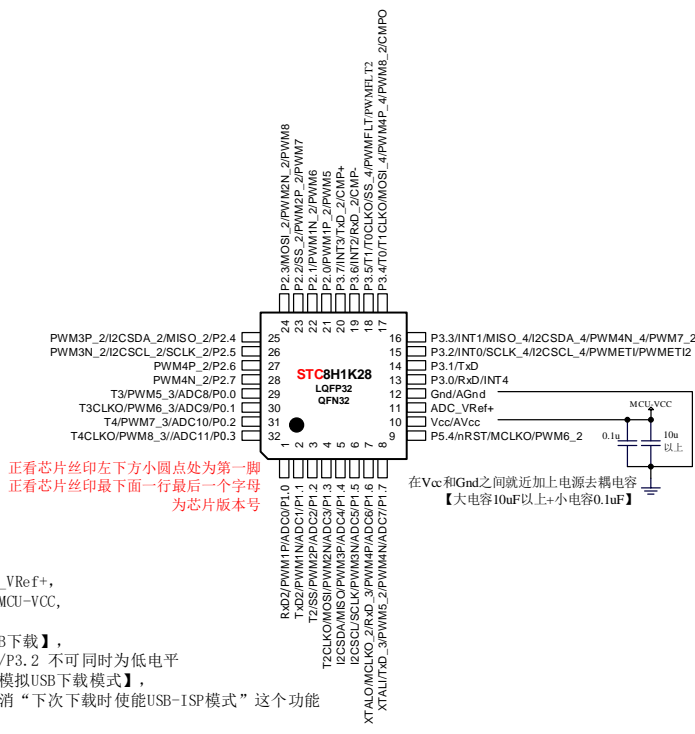 P2.3/MOSI_2/PWM2N_2/PWM8
P2.2/SS_2/PWM2P_2/PWM7
P2.1/PWM1N_2/PWM6
P2.0/PWM1P_2/PWM5
P3.7/INT3/TxD_2/CMP+
P3.6/INT2/RxD_2/CMP-
P3.5/T1/T0CLKO/SS_4/PWMFLT/PWMFLT2
P3.4/T0/T1CLKO/MOSI_4/PWM4P_4/PWM8_2/CMPO
24
23
22
21
20
19
18
17
PWM3P_2/I2CSDA_2/MISO_2/P2.4
PWM3N_2/I2CSCL_2/SCLK_2/P2.5
PWM4P_2/P2.6
PWM4N_2/P2.7
T3/PWM5_3/ADC8/P0.0
T3CLKO/PWM6_3/ADC9/P0.1
T4/PWM7_3/ADC10/P0.2
T4CLKO/PWM8_3//ADC11/P0.3
25
26
27
28
29
30
31
32
STC8H1K28
LQFP32
QFN32
16
15
14
13
12
11
10
9
P3.3/INT1/MISO_4/I2CSDA_4/PWM4N_4/PWM7_2
P3.2/INT0/SCLK_4/I2CSCL_4/PWMETI/PWMETI2
P3.1/TxD
P3.0/RxD/INT4
Gnd/AGnd
ADC_VRef+
Vcc/AVcc
P5.4/nRST/MCLKO/PWM6_2
MCU-VCC
0.1u
10u
以上
1
2
3
4
5
6
7
8
RxD2/PWM1P/ADC0/P1.0
TxD2/PWM1N/ADC1/P1.1
T2/SS/PWM2P/ADC2/P1.2
T2CLKO/MOSI/PWM2N/ADC3/P1.3
I2CSDA/MISO/PWM3P/ADC4/P1.4
I2CSCL/SCLK/PWM3N/ADC5/P1.5
XTALO/MCLKO_2/RxD_3/PWM4P/ADC6/P1.6
XTALI/TxD_3/PWM5_2/PWM4N/ADC7/P1.7
正看芯片丝印左下方小圆点处为第一脚
正看芯片丝印最下面一行最后一个字母
为芯片版本号
在Vcc和Gnd之间就近加上电源去耦电容
【大电容10uF以上+小电容0.1uF】
_VRef+,
MCU-VCC,
B下载】,
/P3.2 不可同时为低电平
模拟USB下载模式】,
消“下次下载时使能USB-ISP模式”这个功能